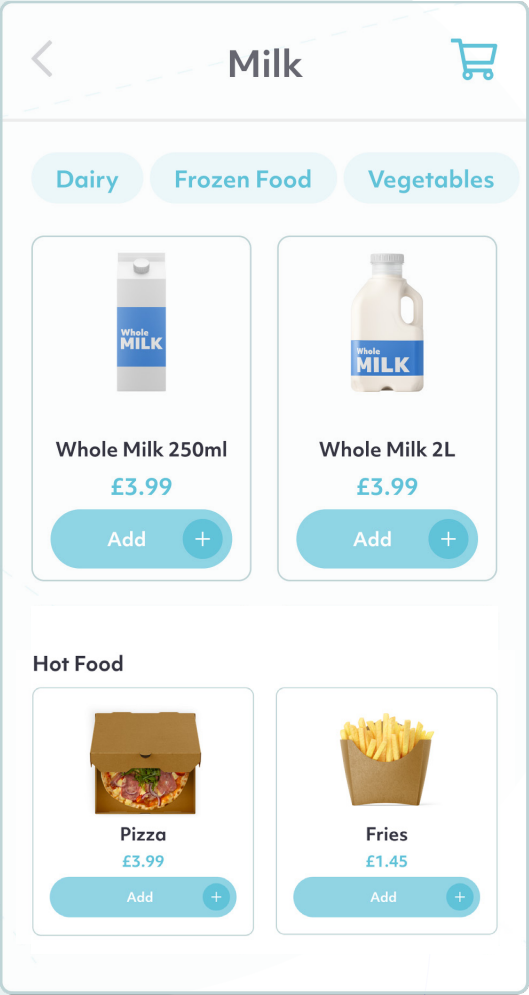 Milk
Dairy Frozen Food Vegetables
Whole
MILK
Whole
MILK
Whole Milk 250ml Whole Milk 2L
£3.99 £3.99
Add + Add +
Hot Food
Pizza Fries
£3.99 £1.45
Add + Add +